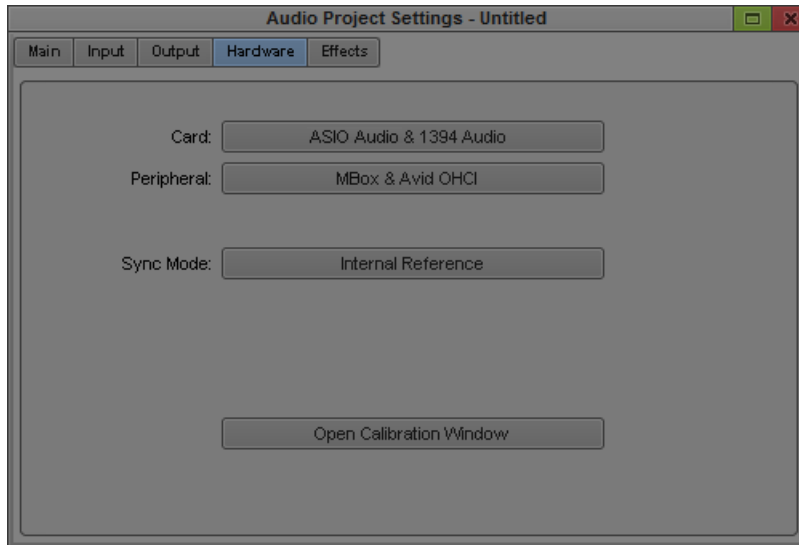 Audio Project Settings - Untitled
Main Input Output Hardware Effects
Card: ASIO Audio & 1394 Audio
Peripheral: MBox & Avid OHCI
Sync Mode: Internal Reference
Open Calibration Window